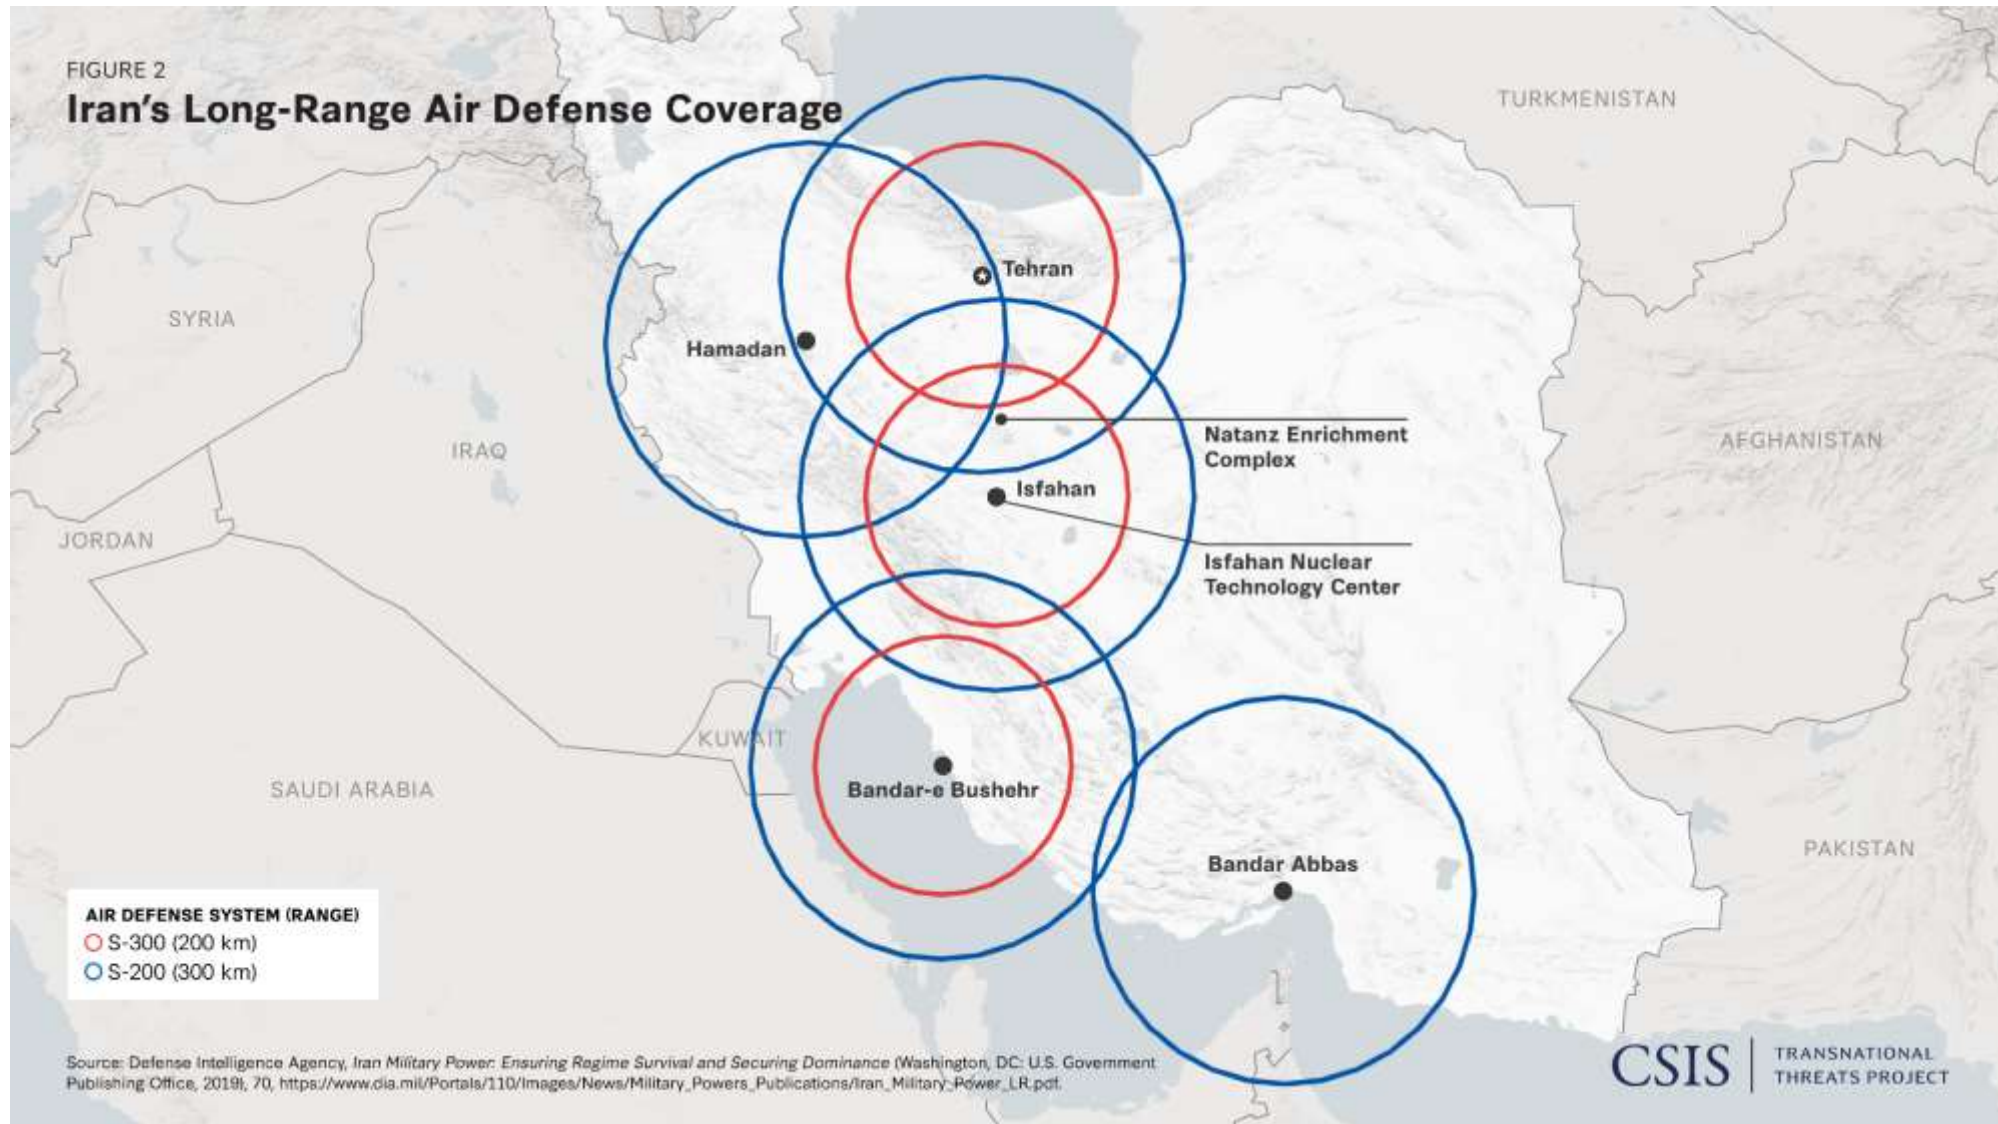 FIGURE 2
Iran's Long-Range Air Defense Coverage
TURKMENISTAN
Tehran
SYRIA
Hamadan
IRAQ
Natanz Enrichment
Complex
AFGHANISTAN
Isfahan
JORDAN
Isfahan Nuclear
Technology Center
KUWAIT
SAUDI ARABIA
Bandar-e Bushehr
Bandar Abbas
PAKISTAN
AIR DEFENSE SYSTEM (RANGE)
S-300 (200 km)
S-200 (300 km)
Source: Defense Intelligence Agency, Iran Military Power: Ensuring Regime Survival and Securing Dominance (Washington, DC: U.S. Government
Publishing Office, 2019), 70, https://www.dia.mil/Portals/110/Images/News/Military_Powers_Publications/Iran_Military_Power_LR.pdf.
CSIS
TRANSNATIONAL
THREATS PROJECT